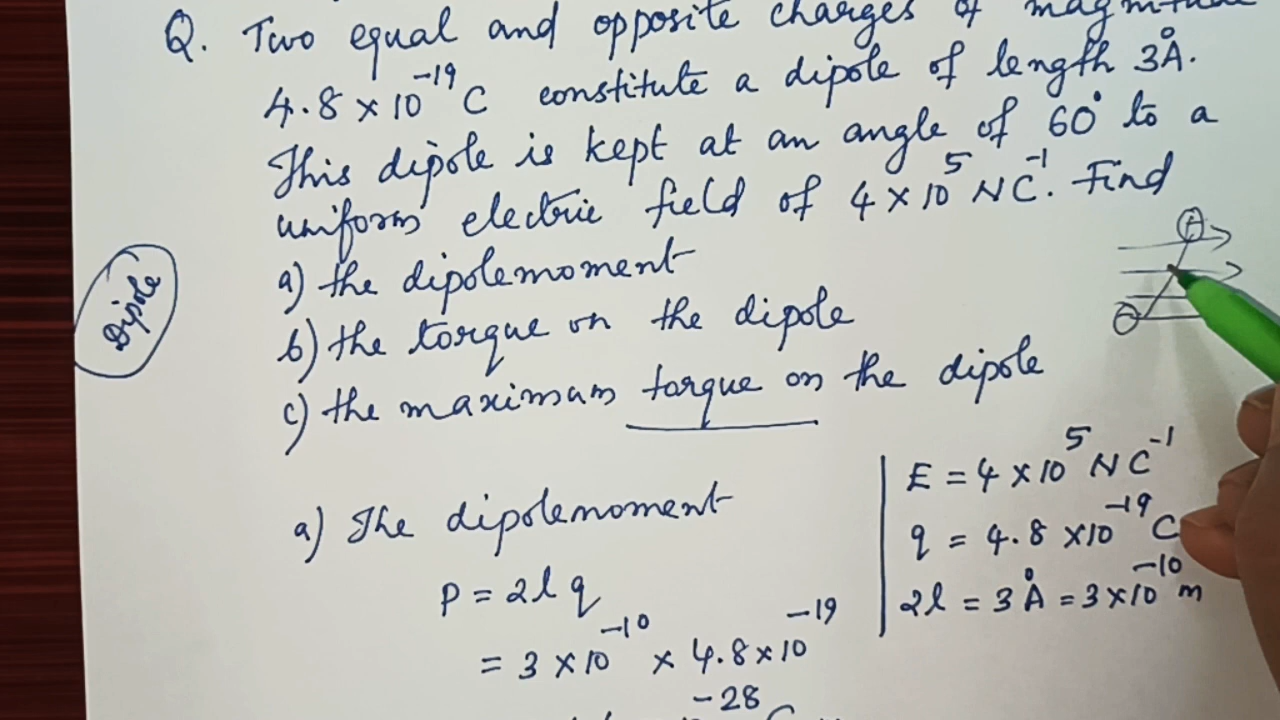 Q. Two equal and opposite charges of magnitude
4.8 × 10⁻¹⁹ C constitute a dipole of length 3Å.
This dipole is kept at an angle of 60° to a
uniform electric field of 4 × 10⁵ NC⁻¹. Find
a) the dipolemoment
b) the torque on the dipole
c) the maximum torque on the dipole
Dipole
+
−
a) The dipolemoment
P = 2l q
= 3 × 10⁻¹⁰ × 4.8 × 10⁻¹⁹
E = 4 × 10⁵ NC⁻¹
q = 4.8 × 10⁻¹⁹ C
2l = 3 Å = 3 × 10⁻¹⁰ m
-28